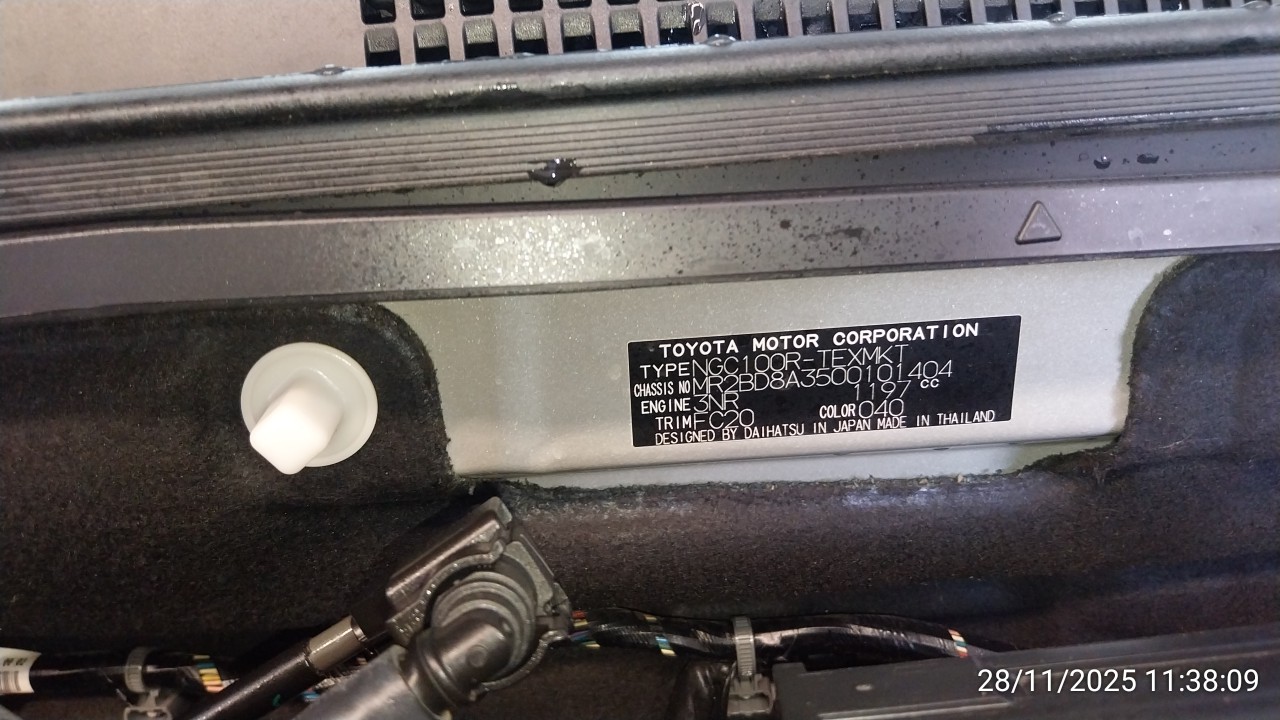 TOYOTA MOTOR CORPORATION
TYPE NGC100R-TEXMKT
CHASSIS NO MR2BD8A3500101404
ENGINE 3NR 1197 CC
TRIM FC20 COLOR 040
DESIGNED BY DAIHATSU IN JAPAN MADE IN THAILAND
28/11/2025 11:38:09